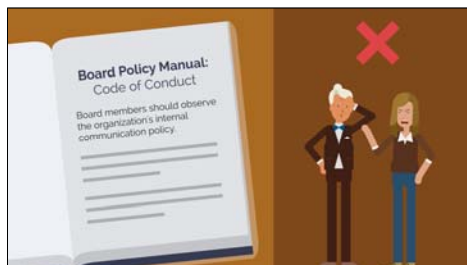 Board Policy Manual:
Code of Conduct
Board members should observe
the organization's internal
communication policy.